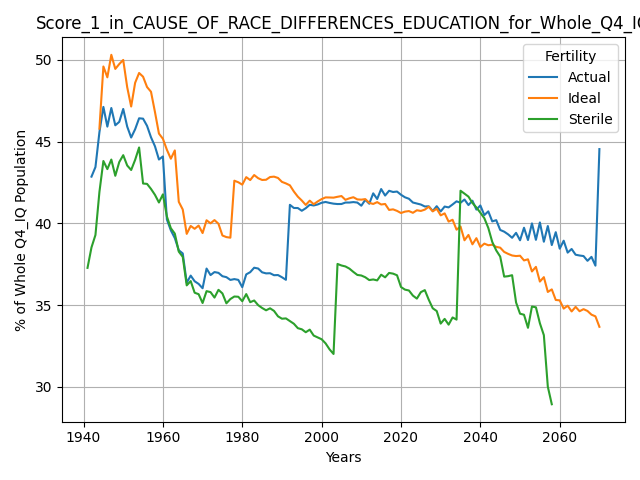 Score_1_in_CAUSE_OF_RACE_DIFFERENCES_EDUCATION_for_Whole_Q4_IQ
50
45
40
35
30
% of Whole Q4_IQ Population
Fertility
Actual
Ideal
Sterile
1940 1960 1980 2000 2020 2040 2060
Years